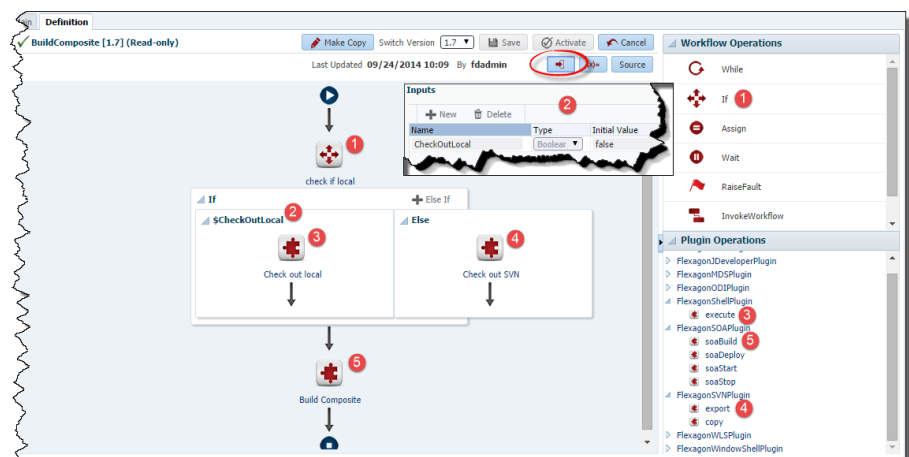 ain Definition
BuildComposite [1.7] (Read-only) Make Copy Switch Version 1.7 Save Activate Cancel
Last Updated 09/24/2014 10:09 By fdadmin (x)= Source
Inputs
2
New Delete
Name Type Initial Value
CheckOutLocal Boolear false
1
check if local
If Else If
$CheckOutLocal 2 Else
3 4
Check out local Check out SVN
5
Build Composite
Workflow Operations
While
If 1
Assign
Wait
RaiseFault
InvokeWorkflow
Plugin Operations
FlexagonJDeveloperPlugin
FlexagonMDSPlugin
FlexagonODIPlugin
FlexagonShellPlugin
execute 3
FlexagonSOAPlugin
soaBuild 5
soaDeploy
soaStart
soaStop
FlexagonSVNPlugin
export 4
copy
FlexagonWLSPlugin
FlexagonWindowShellPlugin